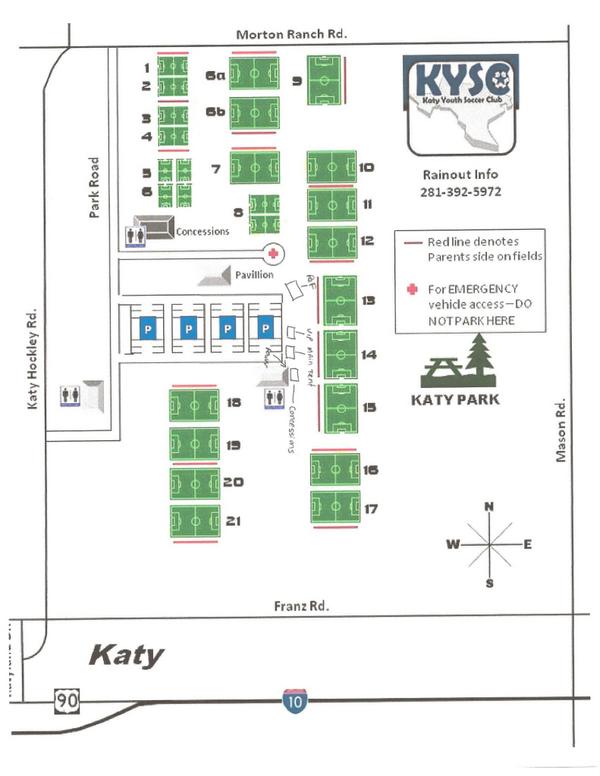 Morton Ranch Rd.
1
2
3
4
5
6
6a
6b
7
8
9
10
11
12
KYSC
Katy Youth Soccer Club
Rainout Info
281-392-5972
Park Road
Concessions
Pavillion
Red line denotes
Parents side on fields
For EMERGENCY
vehicle access—DO
NOT PARK HERE
KATY PARK
Katy Hockley Rd.
P P P P
Ref
VIP
Main Tent
Concessions
13
14
15
16
17
18
19
20
21
Mason Rd.
N
W E
S
Franz Rd.
Katy
90
10